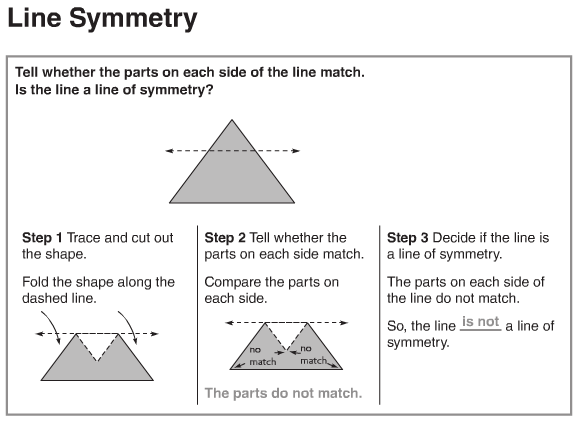 Line Symmetry
Tell whether the parts on each side of the line match.
Is the line a line of symmetry?
Step 1 Trace and cut out
the shape.
Fold the shape along the
dashed line.
Step 2 Tell whether the
parts on each side match.
Compare the parts on
each side.
no
match
no
match
The parts do not match.
Step 3 Decide if the line is
a line of symmetry.
The parts on each side of
the line do not match.
So, the line is not a line of
symmetry.